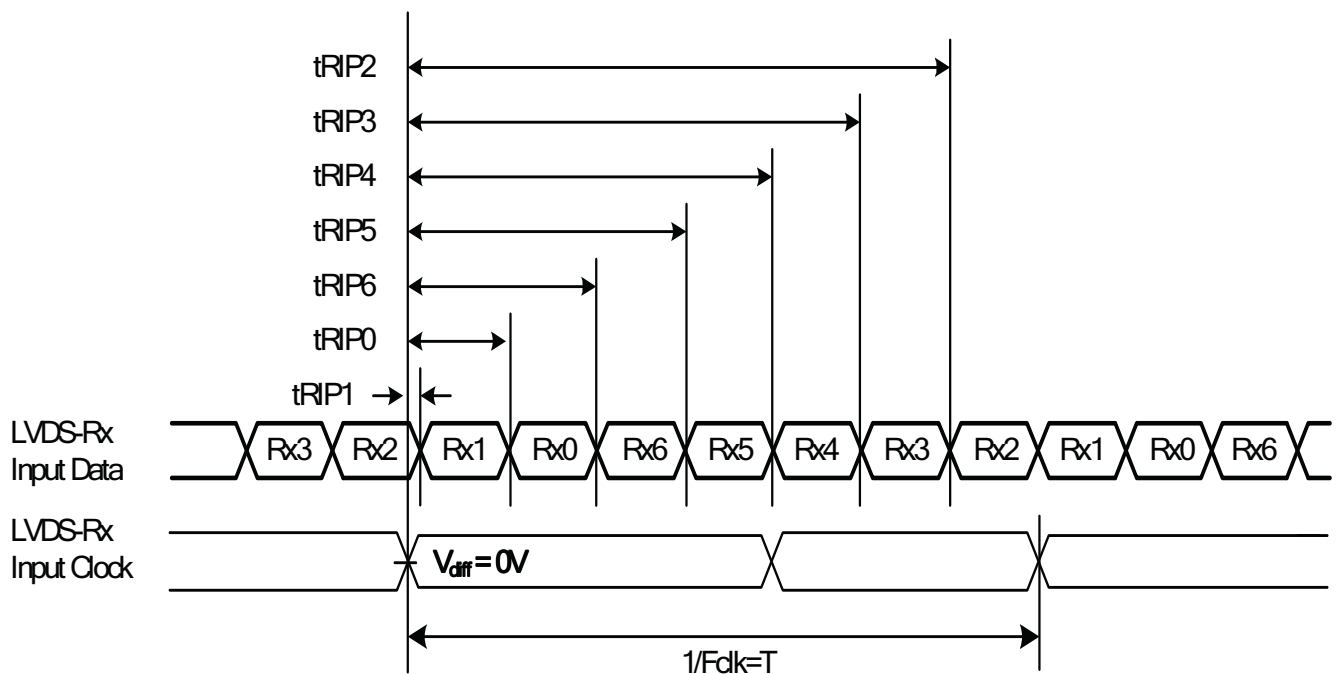 tRIP2
tRIP3
tRIP4
tRIP5
tRIP6
tRIP0
tRIP1
LVDS-Rx
Input Data
Rx3 Rx2 Rx1 Rx0 Rx6 Rx5 Rx4 Rx3 Rx2 Rx1 Rx0 Rx6
LVDS-Rx
Input Clock
Vdiff = 0V
1/Fclk=T